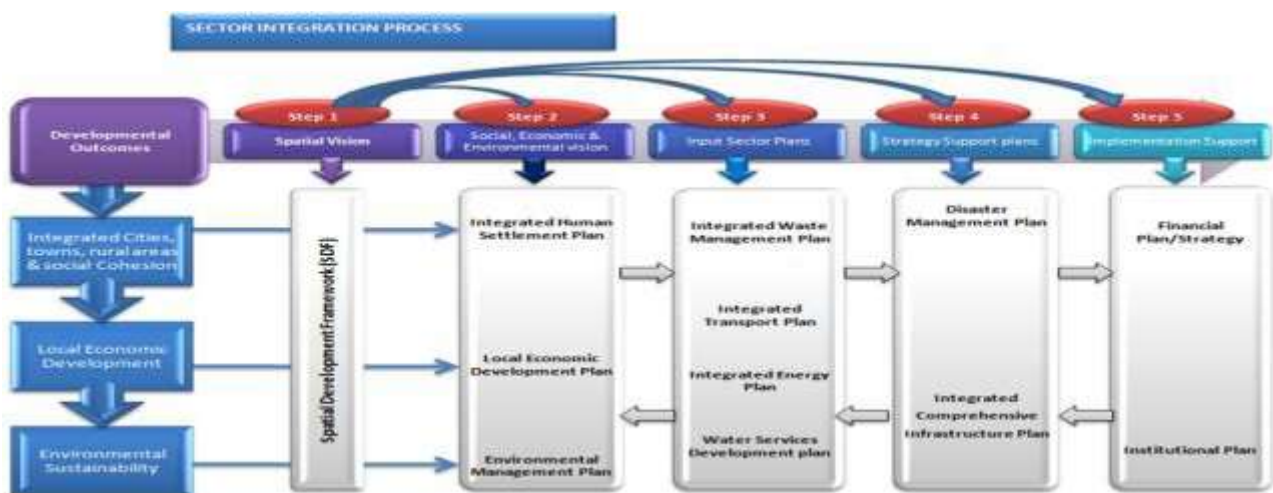 SECTOR INTEGRATION PROCESS
Developmental
Outcomes
Step 1
Spatial Vision
Step 2
Social, Economic &
Environmental vision
Step 3
Input Sector Plans
Step 4
Strategy Support plans
Step 5
Implementation Support
Integrated Cities,
towns, rural areas
& social Cohesion
Local Economic
Development
Environmental
Sustainability
Spatial Development Framework (SDF)
Integrated Human
Settlement Plan
Local Economic
Development Plan
Environmental
Management Plan
Integrated Waste
Management Plan
Integrated
Transport Plan
Integrated Energy
Plan
Water Services
Development plan
Disaster
Management Plan
Integrated
Comprehensive
Infrastructure Plan
Financial
Plan/Strategy
Institutional Plan